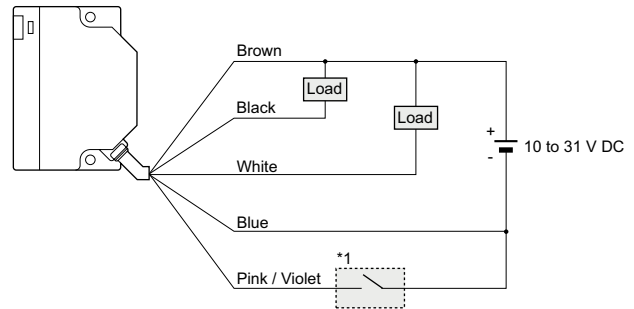 Brown
Load
Black
Load
+
10 to 31 V DC
-
White
Blue
*1
Pink / Violet